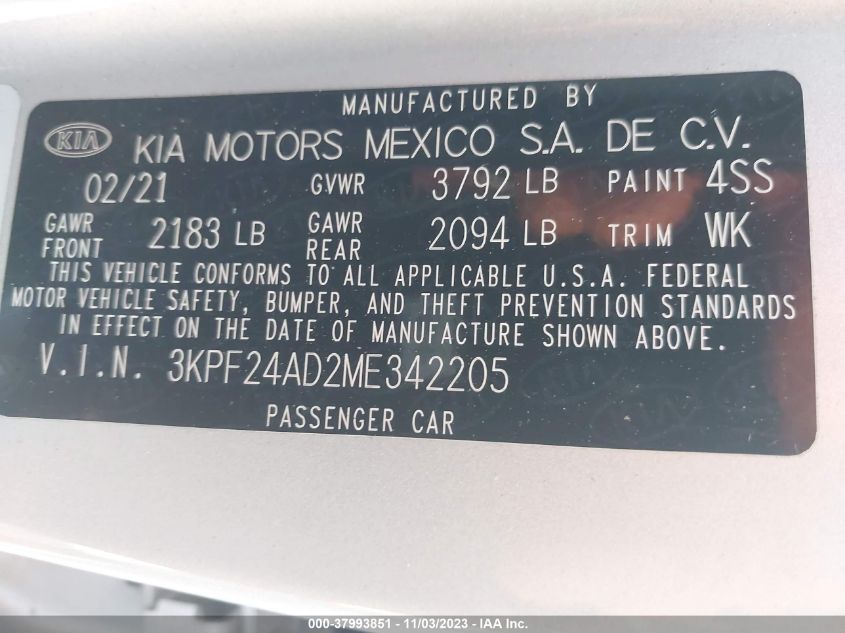 MANUFACTURED BY
KIA KIA MOTORS MEXICO S.A. DE C.V.
02/21 GVWR 3792 LB PAINT 4SS
GAWR FRONT 2183 LB GAWR REAR 2094 LB TRIM WK
THIS VEHICLE CONFORMS TO ALL APPLICABLE U.S.A. FEDERAL
MOTOR VEHICLE SAFETY, BUMPER, AND THEFT PREVENTION STANDARDS
IN EFFECT ON THE DATE OF MANUFACTURE SHOWN ABOVE.
V.I.N. 3KPF24AD2ME342205
PASSENGER CAR
000-37993851 - 11/03/2023 - IAA Inc.